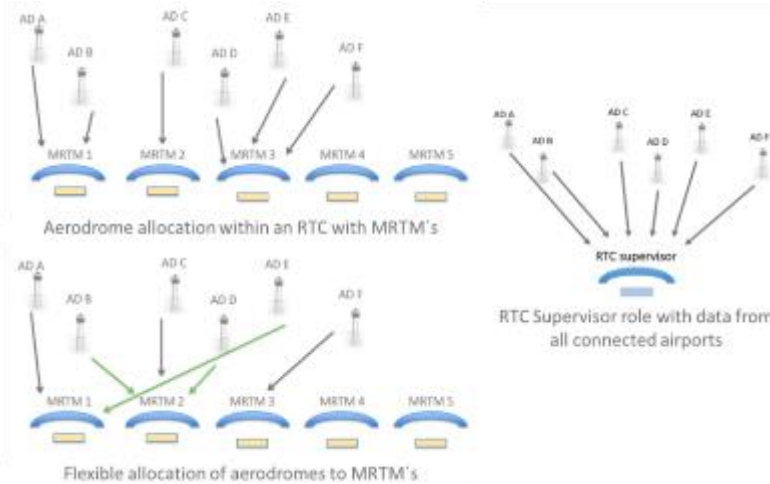 AD A
AD B
AD C
AD D
AD E
AD F
MRTM 1 MRTM 2 MRTM 3 MRTM 4 MRTM 5
Aerodrome allocation within an RTC with MRTM´s
AD A
AD B
AD C
AD D
AD E
AD F
MRTM 1 MRTM 2 MRTM 3 MRTM 4 MRTM 5
Flexible allocation of aerodromes to MRTM´s
AD A
AD B
AD C
AD D
AD E
AD F
RTC supervisor
RTC Supervisor role with data from
all connected airports